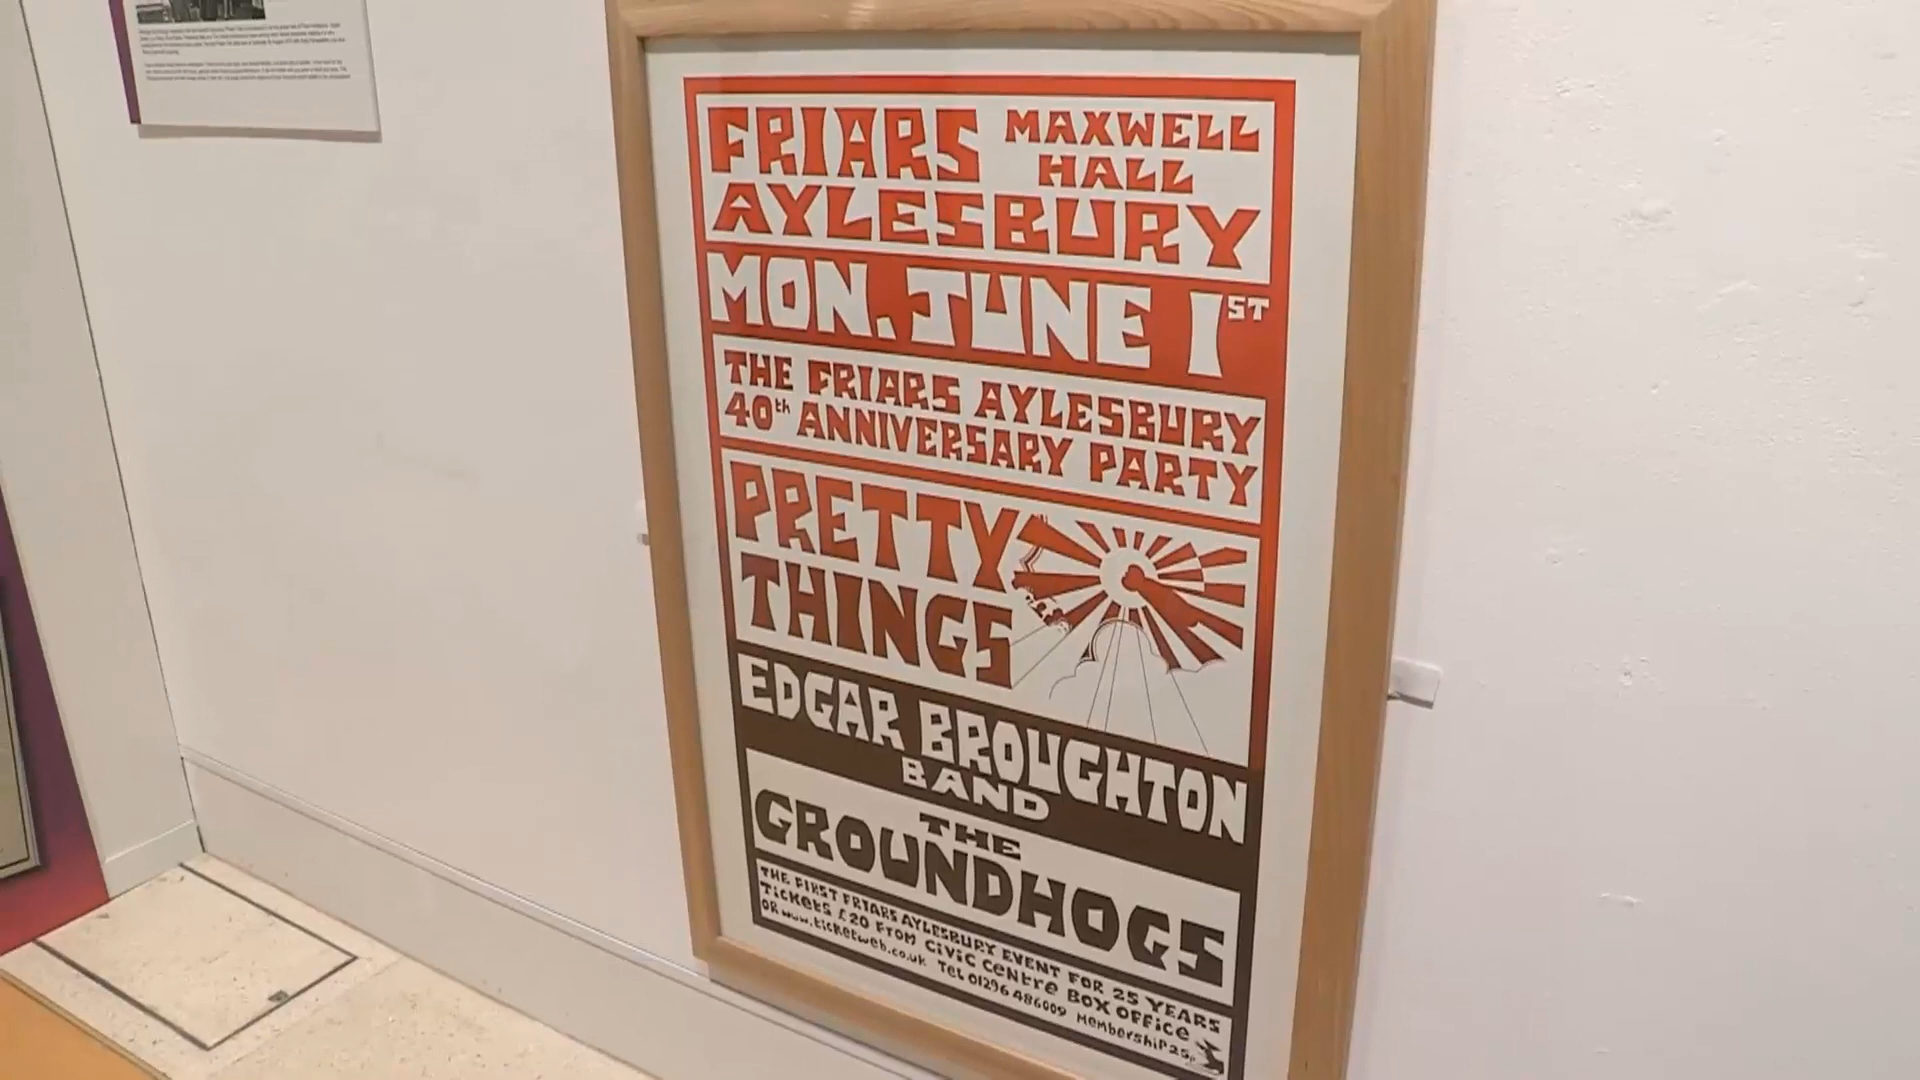 FRIARS MAXWELL
HALL
AYLESBURY
MON. JUNE 1ST
THE FRIARS AYLESBURY
40th ANNIVERSARY PARTY
PRETTY
THINGS
EDGAR BROUGHTON
BAND
THE
GROUNDHOGS
THE FIRST FRIARS AYLESBURY EVENT FOR 25 YEARS
TICKETS £20 FROM CIVIC CENTRE BOX OFFICE
OR www.ticketweb.co.uk TEL 01296 486009 MEMBERSHIP 25p